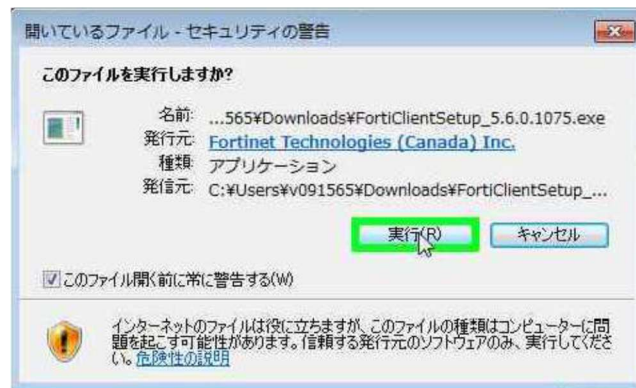 開いているファイル - セキュリティの警告
このファイルを実行しますか?
名前: ...565¥Downloads¥FortiClientSetup_5.6.0.1075.exe
発行元: Fortinet Technologies (Canada) Inc.
種類: アプリケーション
発信元: C:¥Users¥v091565¥Downloads¥FortiClientSetup_...
実行(R) キャンセル
このファイル開く前に常に警告する(W)
インターネットのファイルは役に立ちますが、このファイルの種類はコンピューターに問
題を起こす可能性があります。信頼する発行元のソフトウェアのみ、実行してくださ
い。危険性の説明